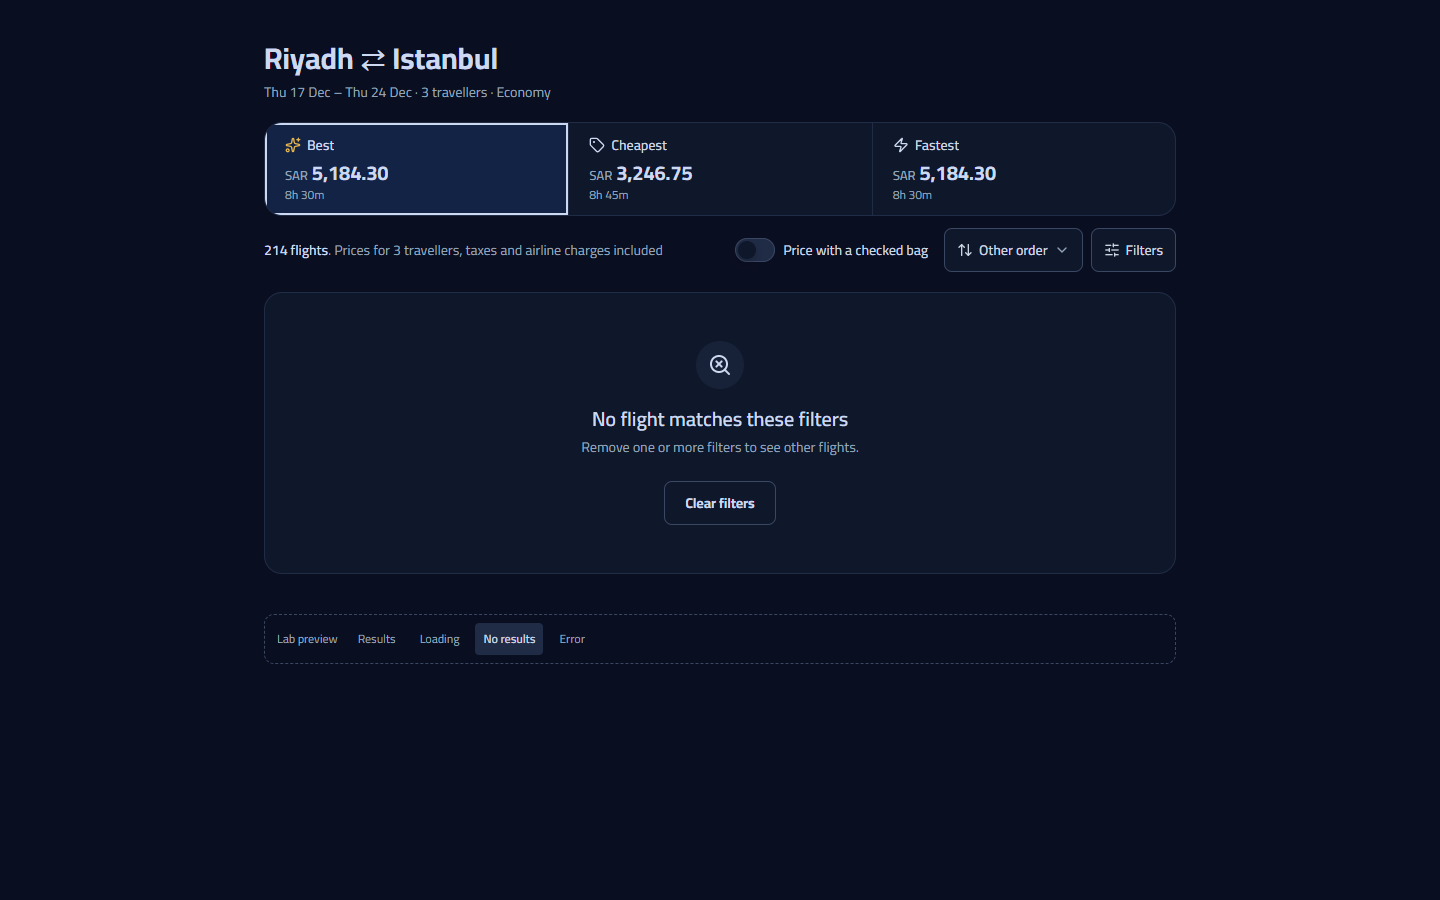 Riyadh ⇄ Istanbul
Thu 17 Dec – Thu 24 Dec · 3 travellers · Economy
Best
SAR 5,184.30
8h 30m
Cheapest
SAR 3,246.75
8h 45m
Fastest
SAR 5,184.30
8h 30m
214 flights. Prices for 3 travellers, taxes and airline charges included
Price with a checked bag
Other order
Filters
No flight matches these filters
Remove one or more filters to see other flights.
Clear filters
Lab preview Results Loading No results Error